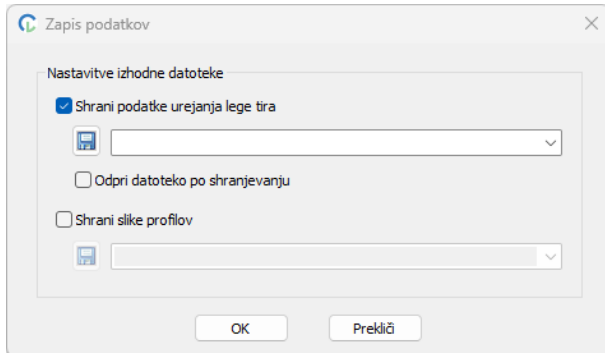 Zapis podatkov
Nastavitve izhodne datoteke
Shrani podatke urejanja lege tira
Odpri datoteko po shranjevanju
Shrani slike profilov
OK
Prekliči